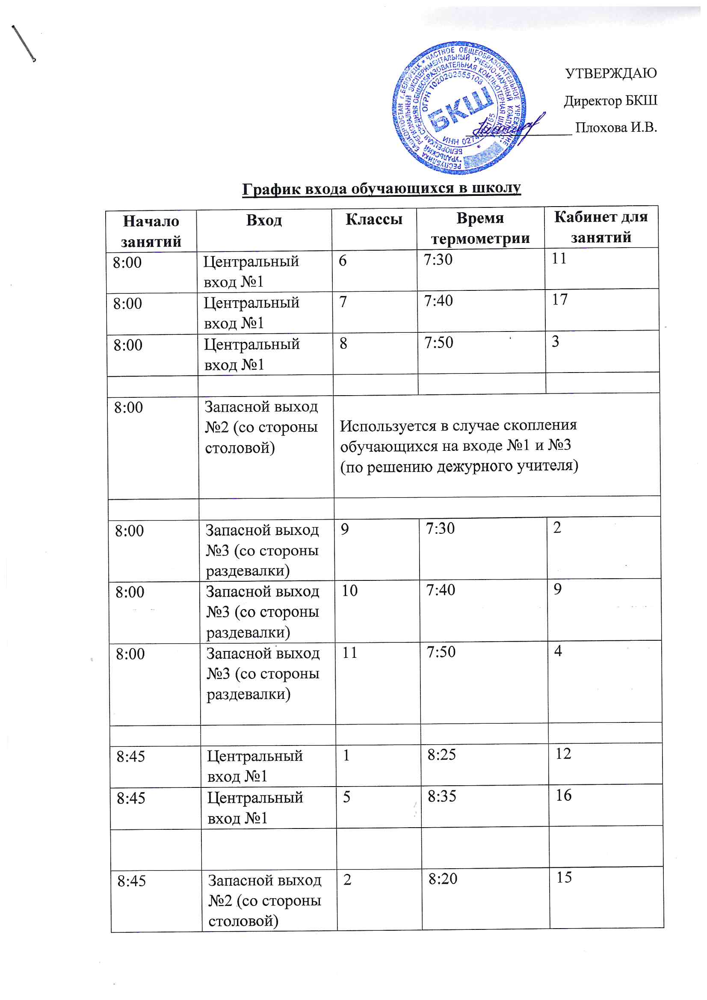 РЕСПУБЛИКА БАШКОРТОСТАН г. БЕЛОРЕЦК * ЧАСТНОЕ ОБЩЕОБРАЗОВАТЕЛЬНОЕ УЧРЕЖДЕНИЕ
"УРАЛЬСКИЙ РЕГИОНАЛЬНЫЙ ЭКСПЕРИМЕНТАЛЬНЫЙ УЧЕБНО-НАУЧНЫЙ
БЕЛОРЕЦКАЯ СРЕДНЯЯ ОБЩЕОБРАЗОВАТЕЛЬНАЯ КОМПЬЮТЕРНАЯ
ОГРН 1020202555108
БКШ
ИНН
УТВЕРЖДАЮ
Директор БКШ
Плохова И.В.
График входа обучающихся в школу
Начало занятий Вход Классы Время термометрии Кабинет для занятий
8:00 Центральный 6 7:30 11
вход №1
8:00 Центральный 7 7:40 17
вход №1
8:00 Центральный 8 7:50 3
вход №1
8:00 Запасной выход
№2 (со стороны
столовой)
Используется в случае скопления
обучающихся на входе №1 и №3
(по решению дежурного учителя)
8:00 Запасной выход 9 7:30 2
№3 (со стороны
раздевалки)
8:00 Запасной выход 10 7:40 9
№3 (со стороны
раздевалки)
8:00 Запасной выход 11 7:50 4
№3 (со стороны
раздевалки)
8:45 Центральный 1 8:25 12
вход №1
8:45 Центральный 5 8:35 16
вход №1
8:45 Запасной выход 2 8:20 15
№2 (со стороны
столовой)